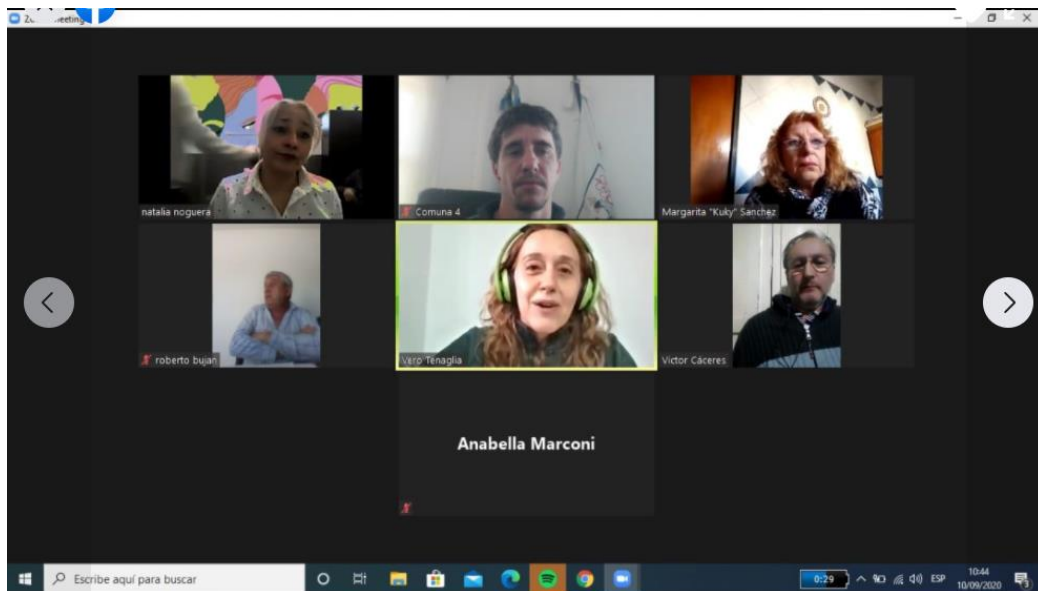 natalia noguera
Comuna 4
Margarita "Kuky" Sanchez
roberto bujan
Vero Tenaglia
Victor Cáceres
Anabella Marconi
Escribe aquí para buscar
0:29
ESP
10:44
10/09/2020